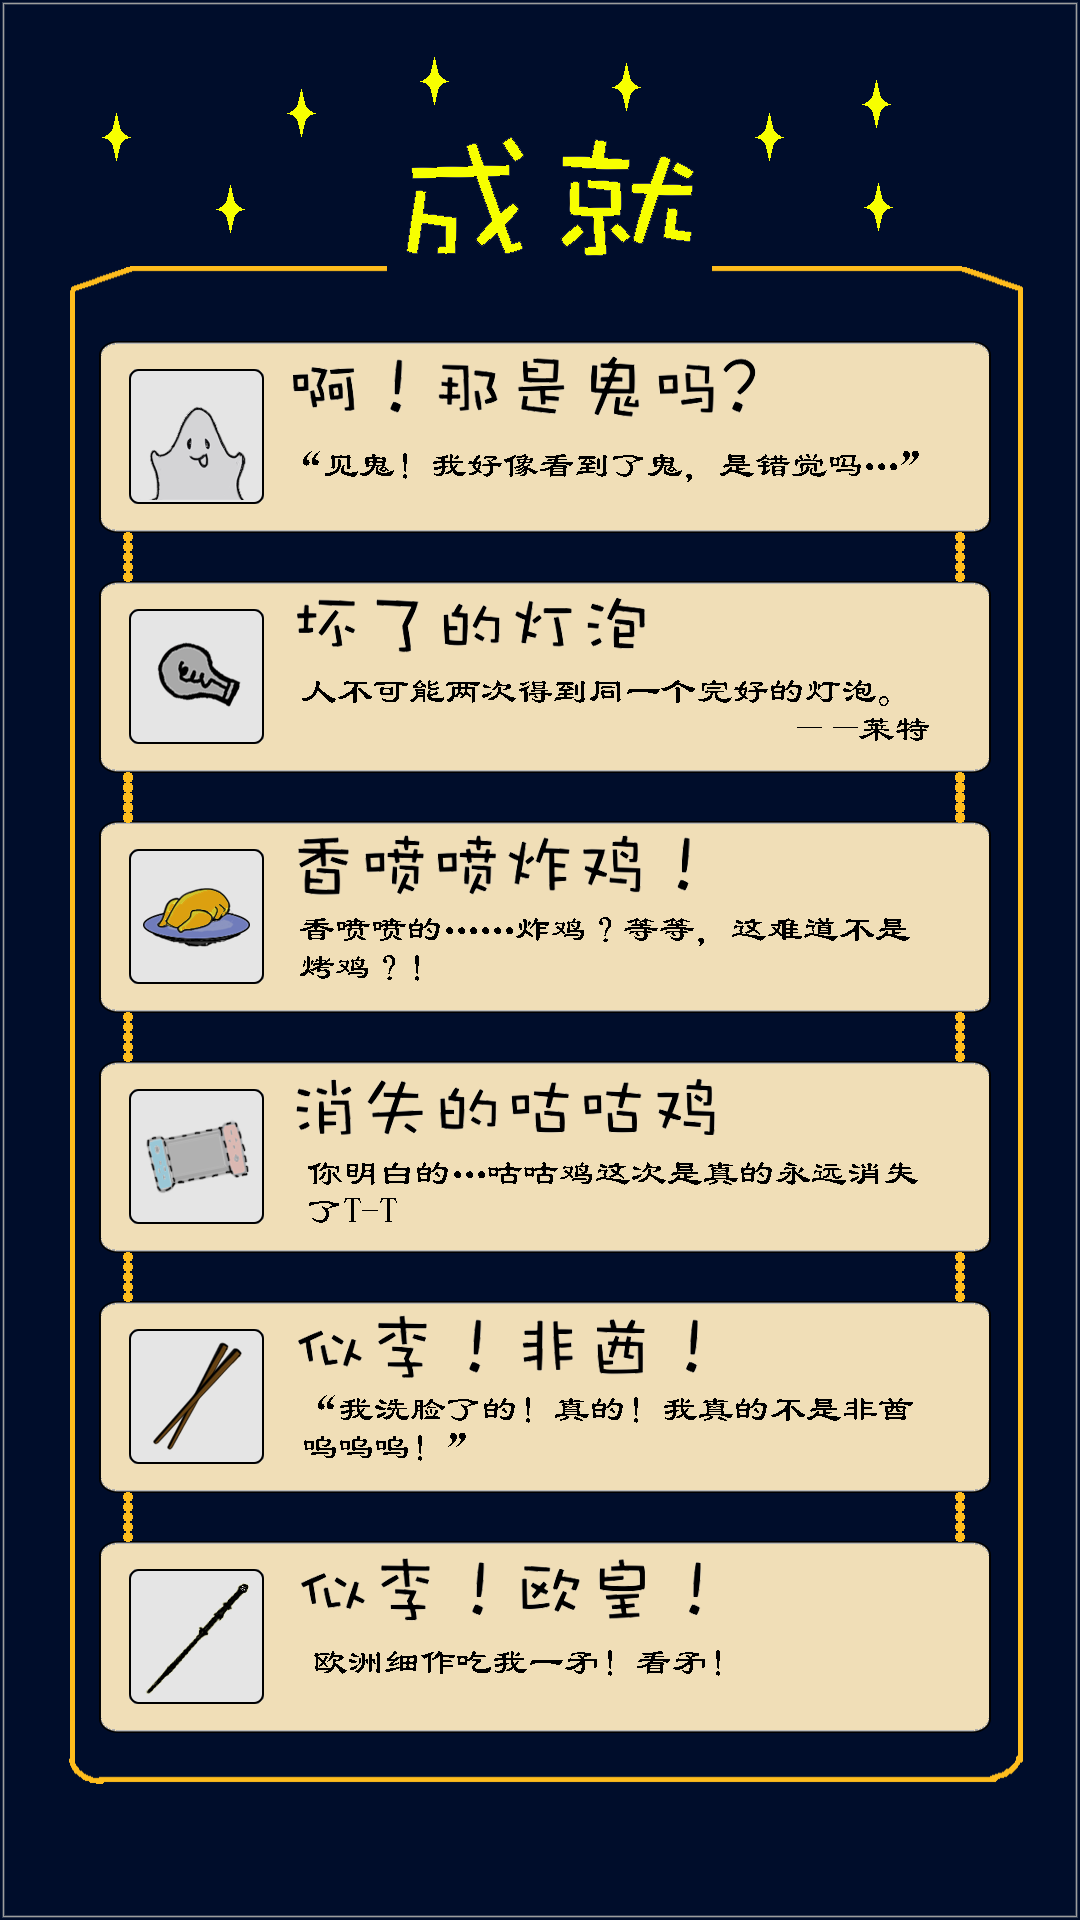 成就
啊！那是鬼吗？
“见鬼！我好像看到了鬼，是错觉吗…”
坏了的灯泡
人不可能两次得到同一个完好的灯泡。
——莱特
香喷喷炸鸡！
香喷喷的……炸鸡？等等，这难道不是
烤鸡？！
消失的咕咕鸡
你明白的…咕咕鸡这次是真的永远消失
了T-T
似李！非酋！
“我洗脸了的！真的！我真的不是非酋
呜呜呜！”
似李！欧皇！
欧洲细作吃我一矛！看矛！